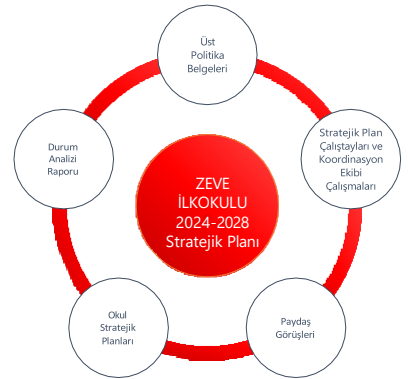 Üst
Politika
Belgeleri
Stratejik Plan
Çalıştayları ve
Koordinasyon
Ekibi
Çalışmaları
Durum
Analizi
Raporu
ZEVE
İLKOKULU
2024-2028
Stratejik Planı
Okul
Stratejik
Planları
Paydaş
Görüşleri